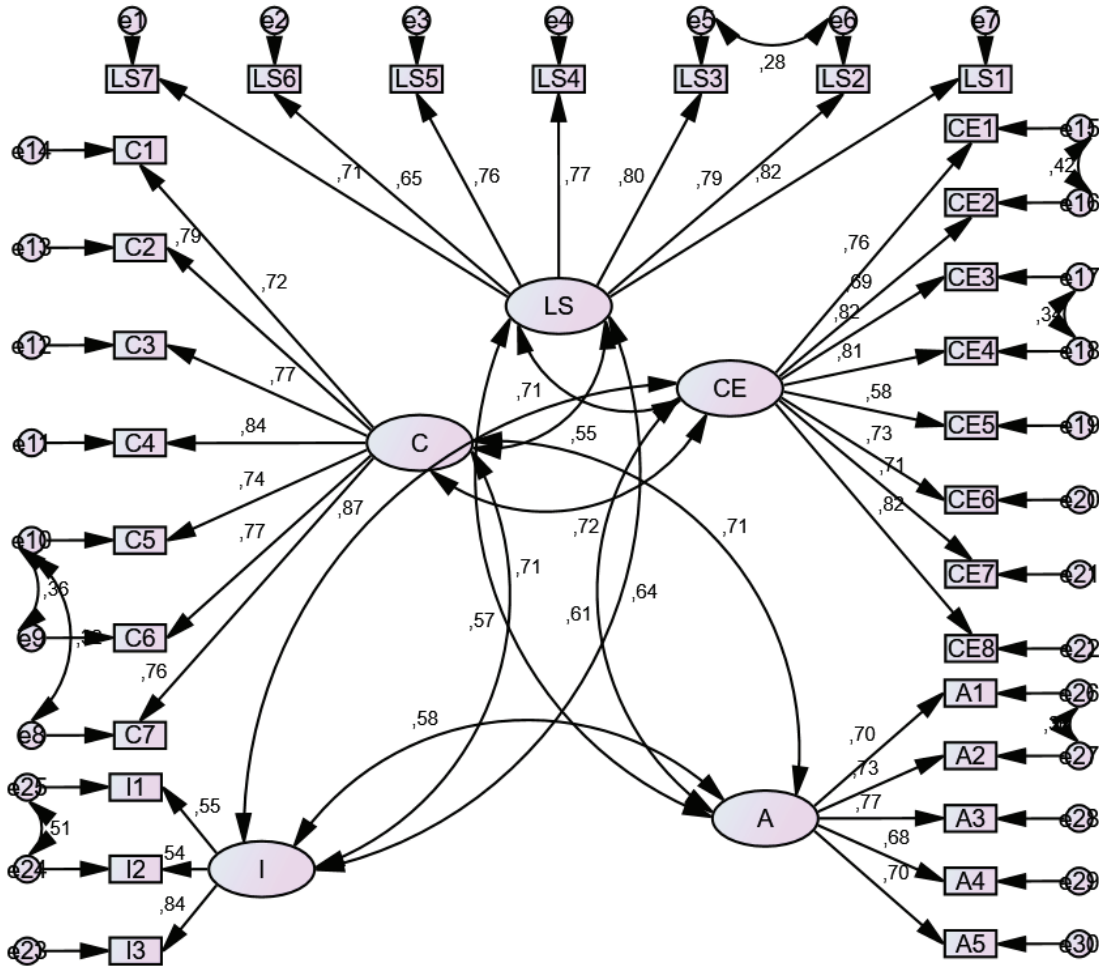 e1 e2 e3 e4 e5 e6 e7
,28
LS7 LS6 LS5 LS4 LS3 LS2 LS1
,71 ,65 ,76 ,77 ,80 ,79 ,82
LS
e14 C1
e13 C2
e12 C3
e11 C4
e10 C5
e9 C6
e8 C7
,36
,79
,72
,77
,84
,74
,77
,87
,76
C
CE1 e15
,42
CE2 e16
CE3 e17
CE4 e18
CE5 e19
CE6 e20
CE7 e21
CE8 e22
,76
,69
,82
,81
,58
,73
,71
,82
CE
,71
,55
,72
,71
,71
,64
,57
,61
,58
e25 I1
51
e24 I2
e23 I3
,55
54
,84
I
A1 e26
A2 e27
A3 e28
A4 e29
A5 e30
,70
,73
,77
,68
,70
A